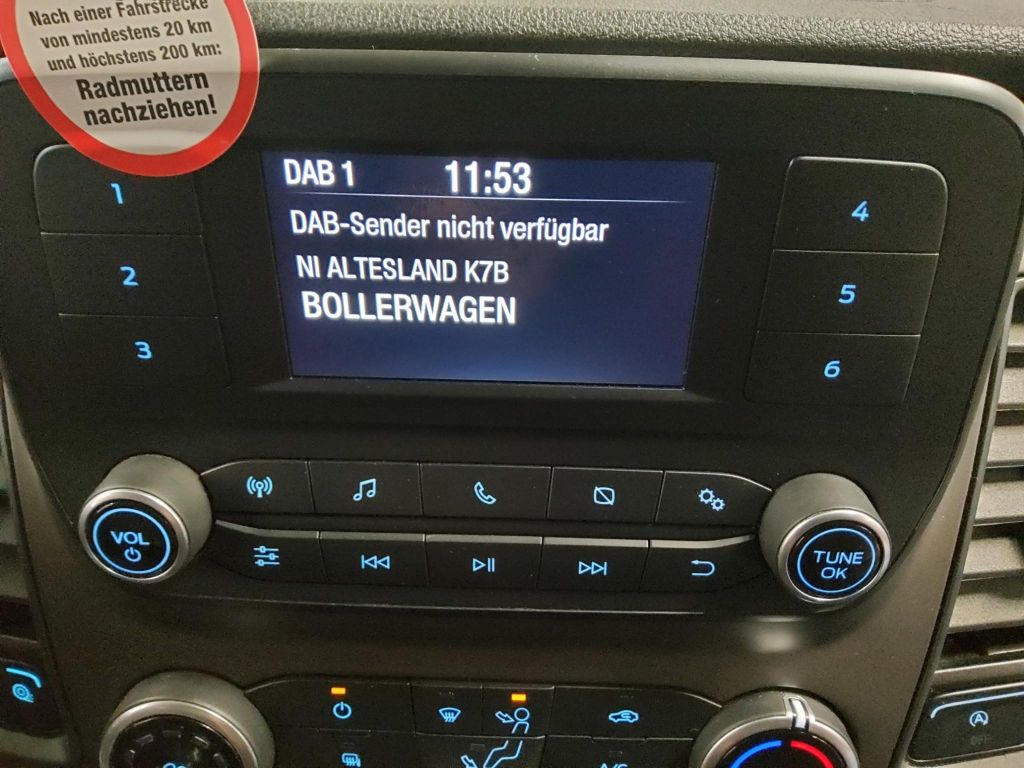 Nach einer Fahrstrecke
von mindestens 20 km
und höchstens 200 km:
Radmuttern
nachziehen!
DAB 1 11:53
DAB-Sender nicht verfügbar
NI ALTESLAND K7B
BOLLERWAGEN
1
2
3
4
5
6
VOL
TUNE
OK
A
OFF
A/C